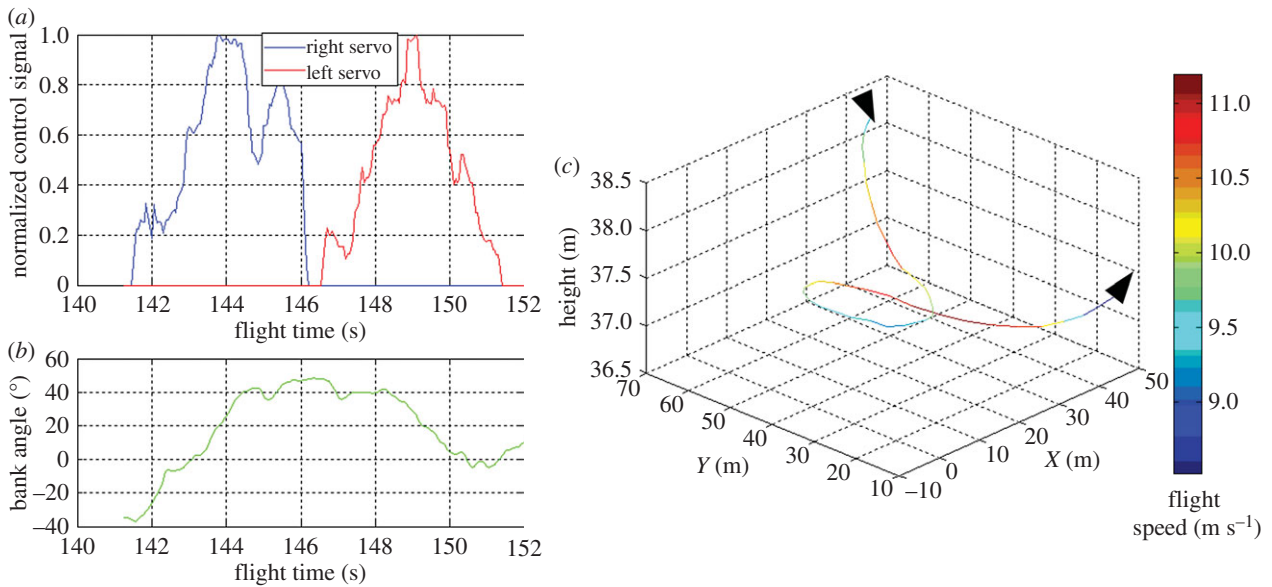 (a)
1.0
0.8
0.6
0.4
0.2
0
normalized control signal
right servo
left servo
140 142 144 146 148 150 152
flight time (s)
(b)
60
40
20
0
–20
–40
bank angle (°)
140 142 144 146 148 150 152
flight time (s)
(c)
38.5
38.0
37.5
37.0
36.5
height (m)
70 60 50 40 30 20 10
Y (m)
–10 0 10 20 30 40 50
X (m)
11.0
10.5
10.0
9.5
9.0
flight
speed (m s–1)